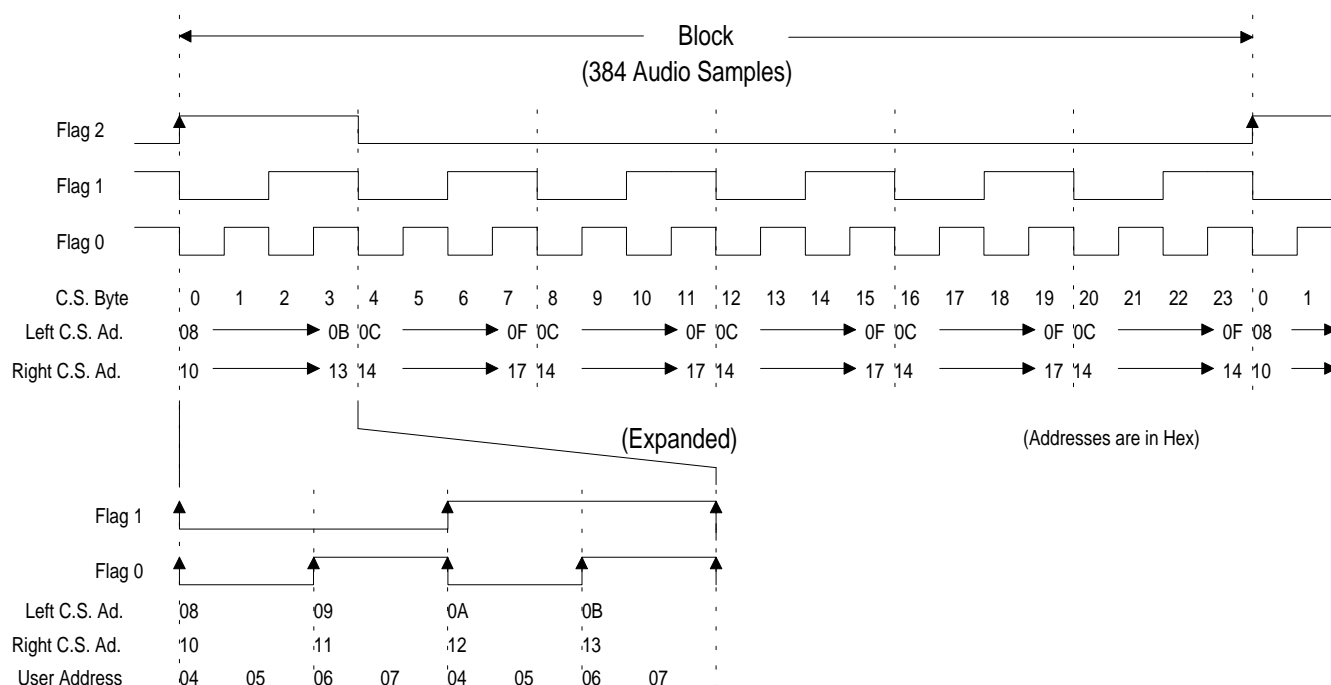 Block
(384 Audio Samples)
Flag 2
Flag 1
Flag 0
C.S. Byte 0 1 2 3 4 5 6 7 8 9 10 11 12 13 14 15 16 17 18 19 20 21 22 23 0 1
Left C.S. Ad. 08 0B 0C 0F 0C 0F 0C 0F 0C 0F 0C 0F 08
Right C.S. Ad. 10 13 14 17 14 17 14 17 14 17 14 14 10
(Expanded) (Addresses are in Hex)
Flag 1
Flag 0
Left C.S. Ad. 08 09 0A 0B
Right C.S. Ad. 10 11 12 13
User Address 04 05 06 07 04 05 06 07